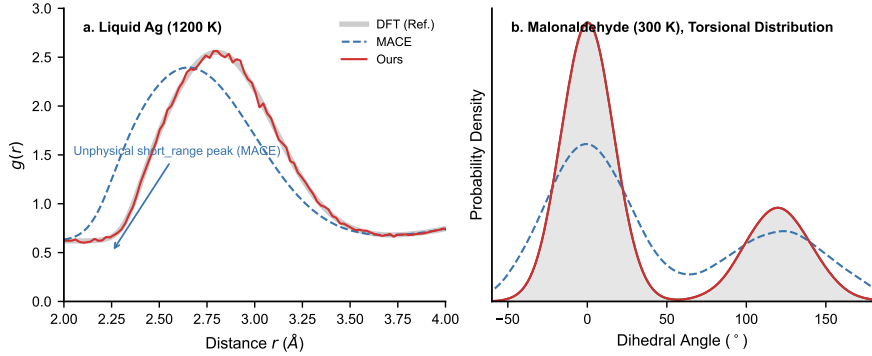 a. Liquid Ag (1200 K)
DFT (Ref.)
MACE
Ours
Unphysical short_range peak (MACE)
g(r)
3.0
2.5
2.0
1.5
1.0
0.5
0.0
2.00 2.25 2.50 2.75 3.00 3.25 3.50 3.75 4.00
Distance r (Å)
b. Malonaldehyde (300 K), Torsional Distribution
Probability Density
−50 0 50 100 150
Dihedral Angle (°)